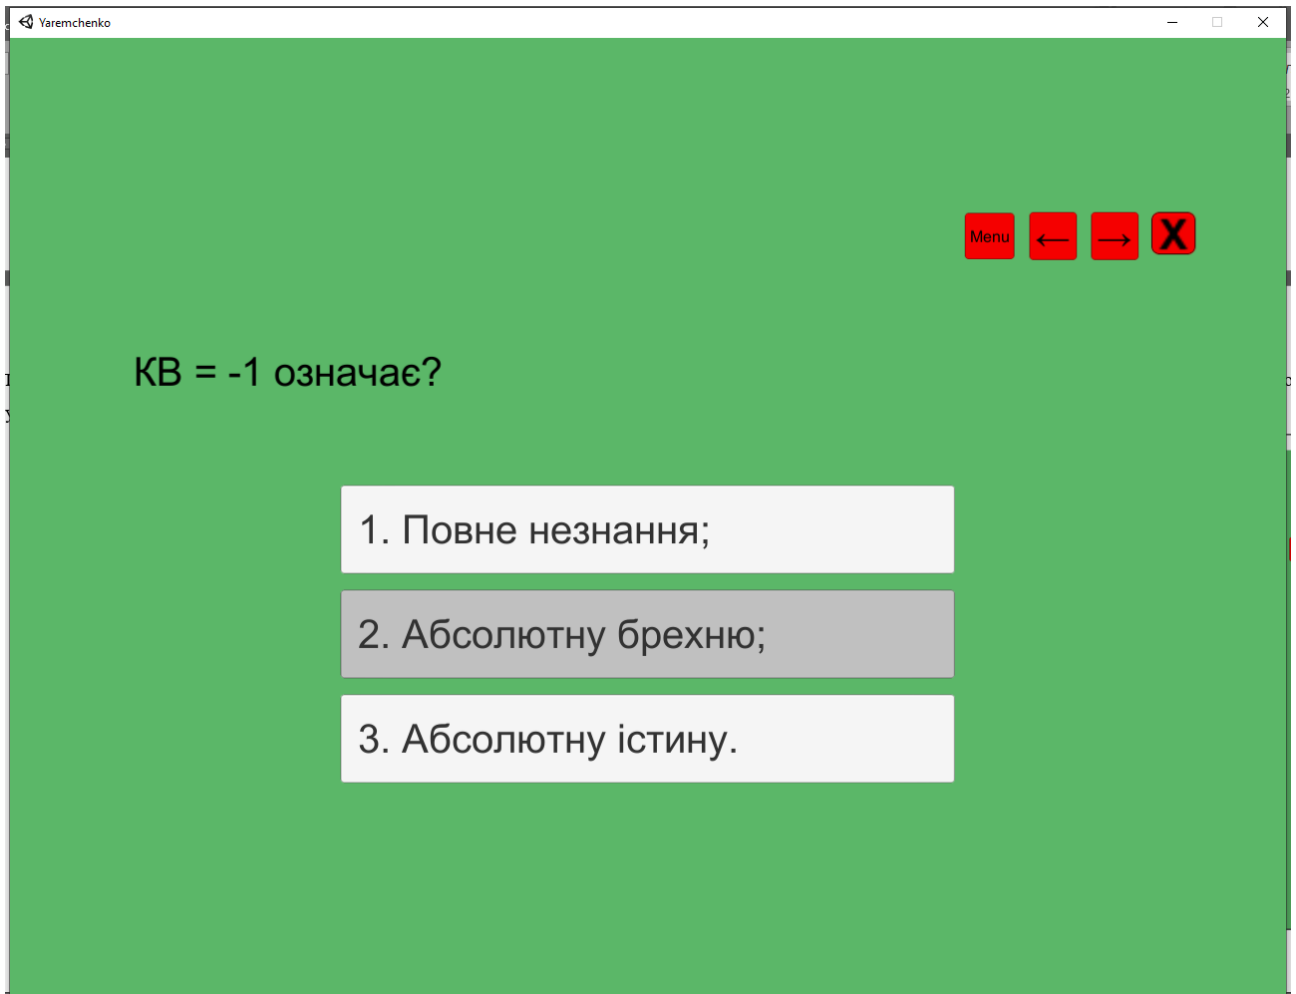 Yaremchenko
Menu ← → X
КВ = -1 означає?
1. Повне незнання;
2. Абсолютну брехню;
3. Абсолютну істину.